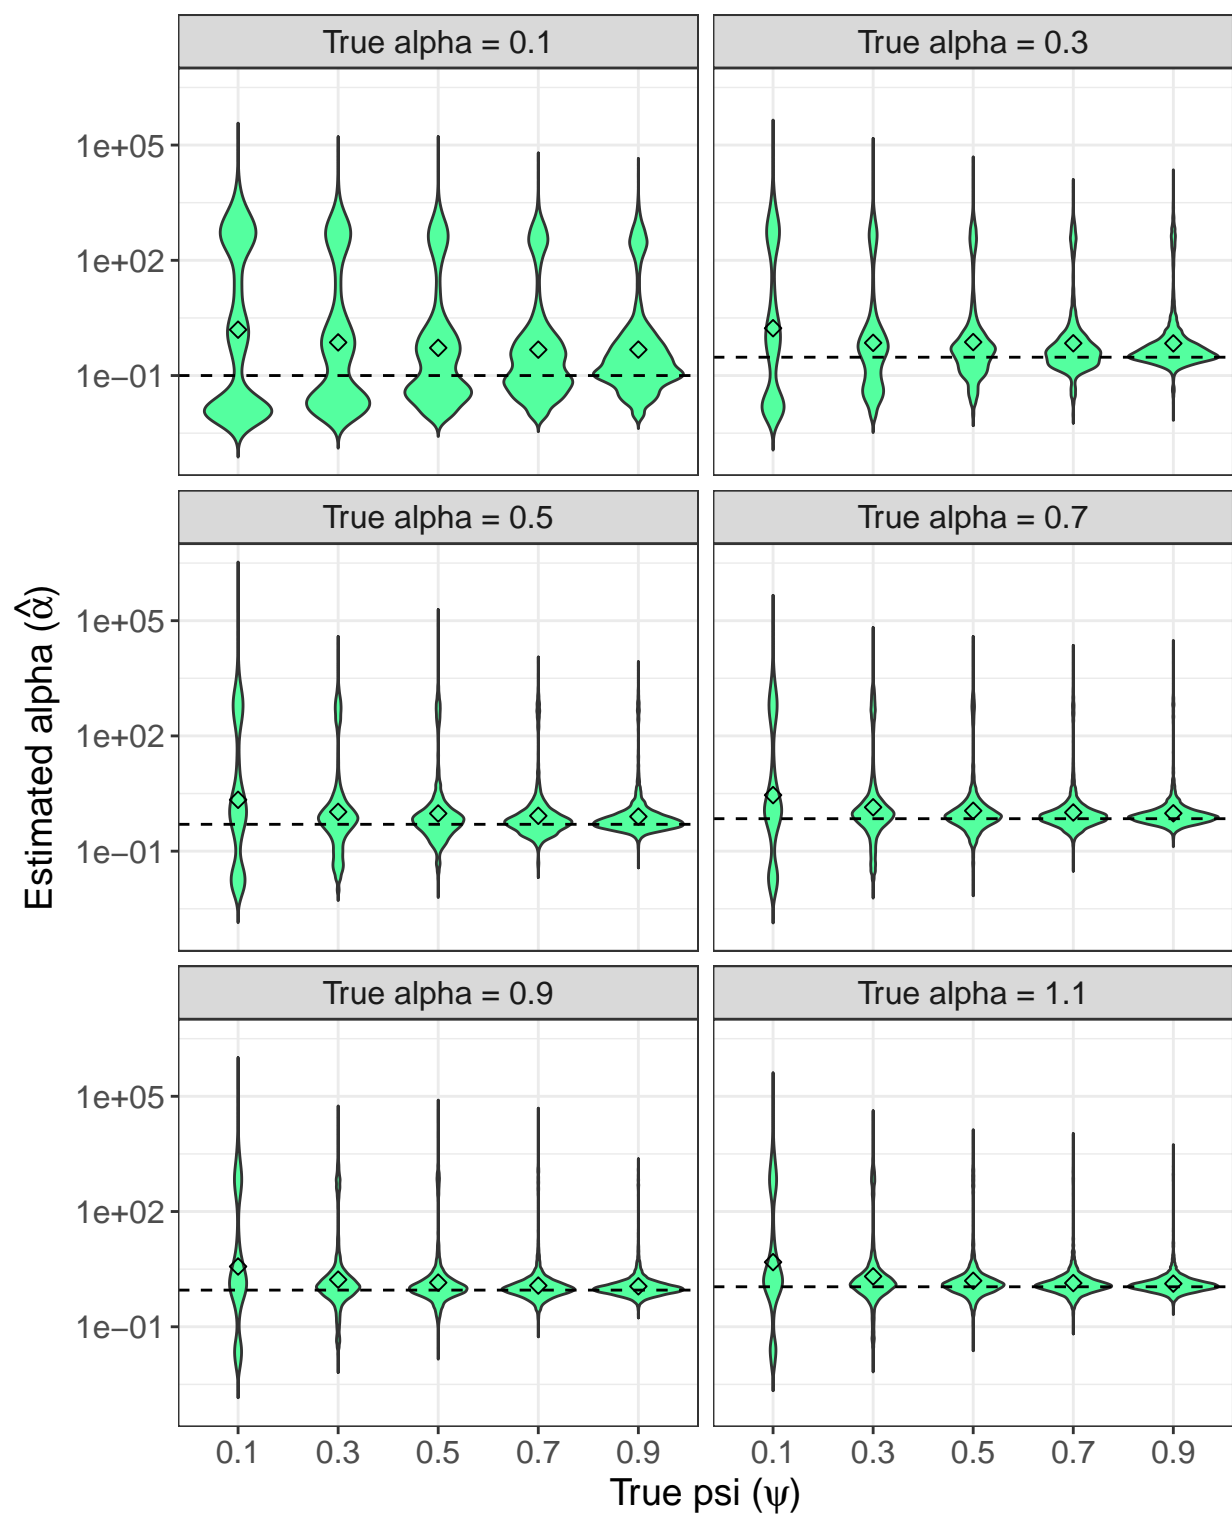 True alpha = 0.1
True alpha = 0.3
1e+05
1e+02
1e−01
True alpha = 0.5
True alpha = 0.7
1e+05
1e+02
1e−01
True alpha = 0.9
True alpha = 1.1
1e+05
1e+02
1e−01
0.1 0.3 0.5 0.7 0.9
0.1 0.3 0.5 0.7 0.9
True psi (ψ)
Estimated alpha (α̂)